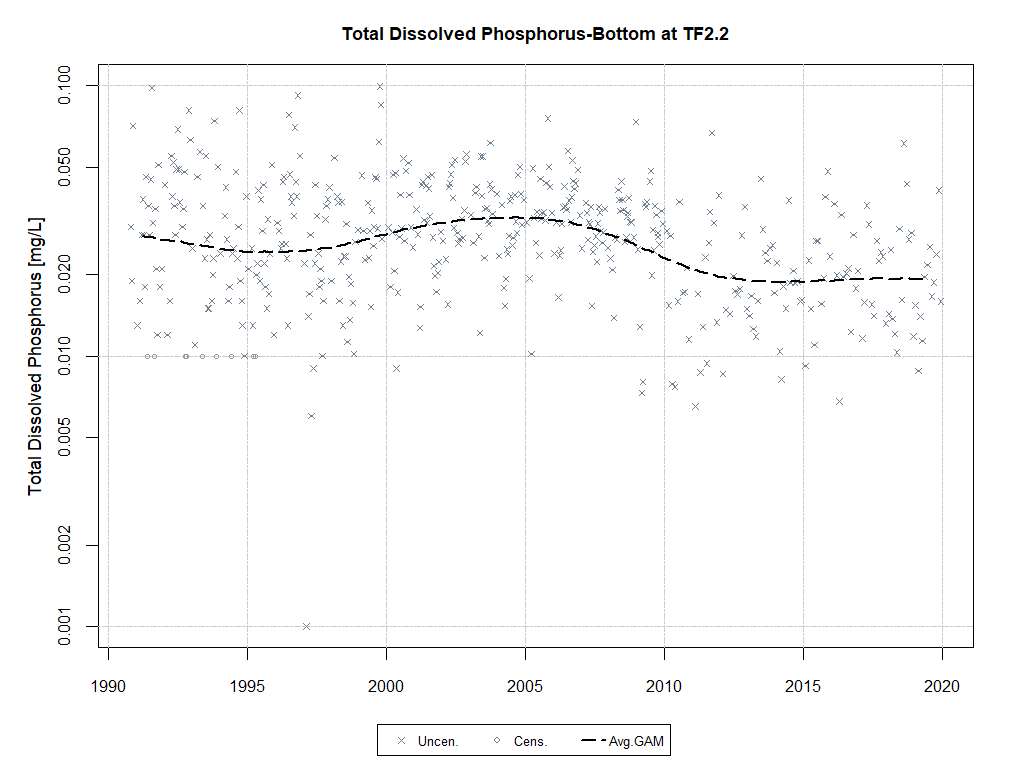 Total Dissolved Phosphorus-Bottom at TF2.2
Total Dissolved Phosphorus [mg/L]
0.100
0.050
0.020
0.010
0.005
0.002
0.001
1990 1995 2000 2005 2010 2015 2020
Uncen. Cens. Avg.GAM